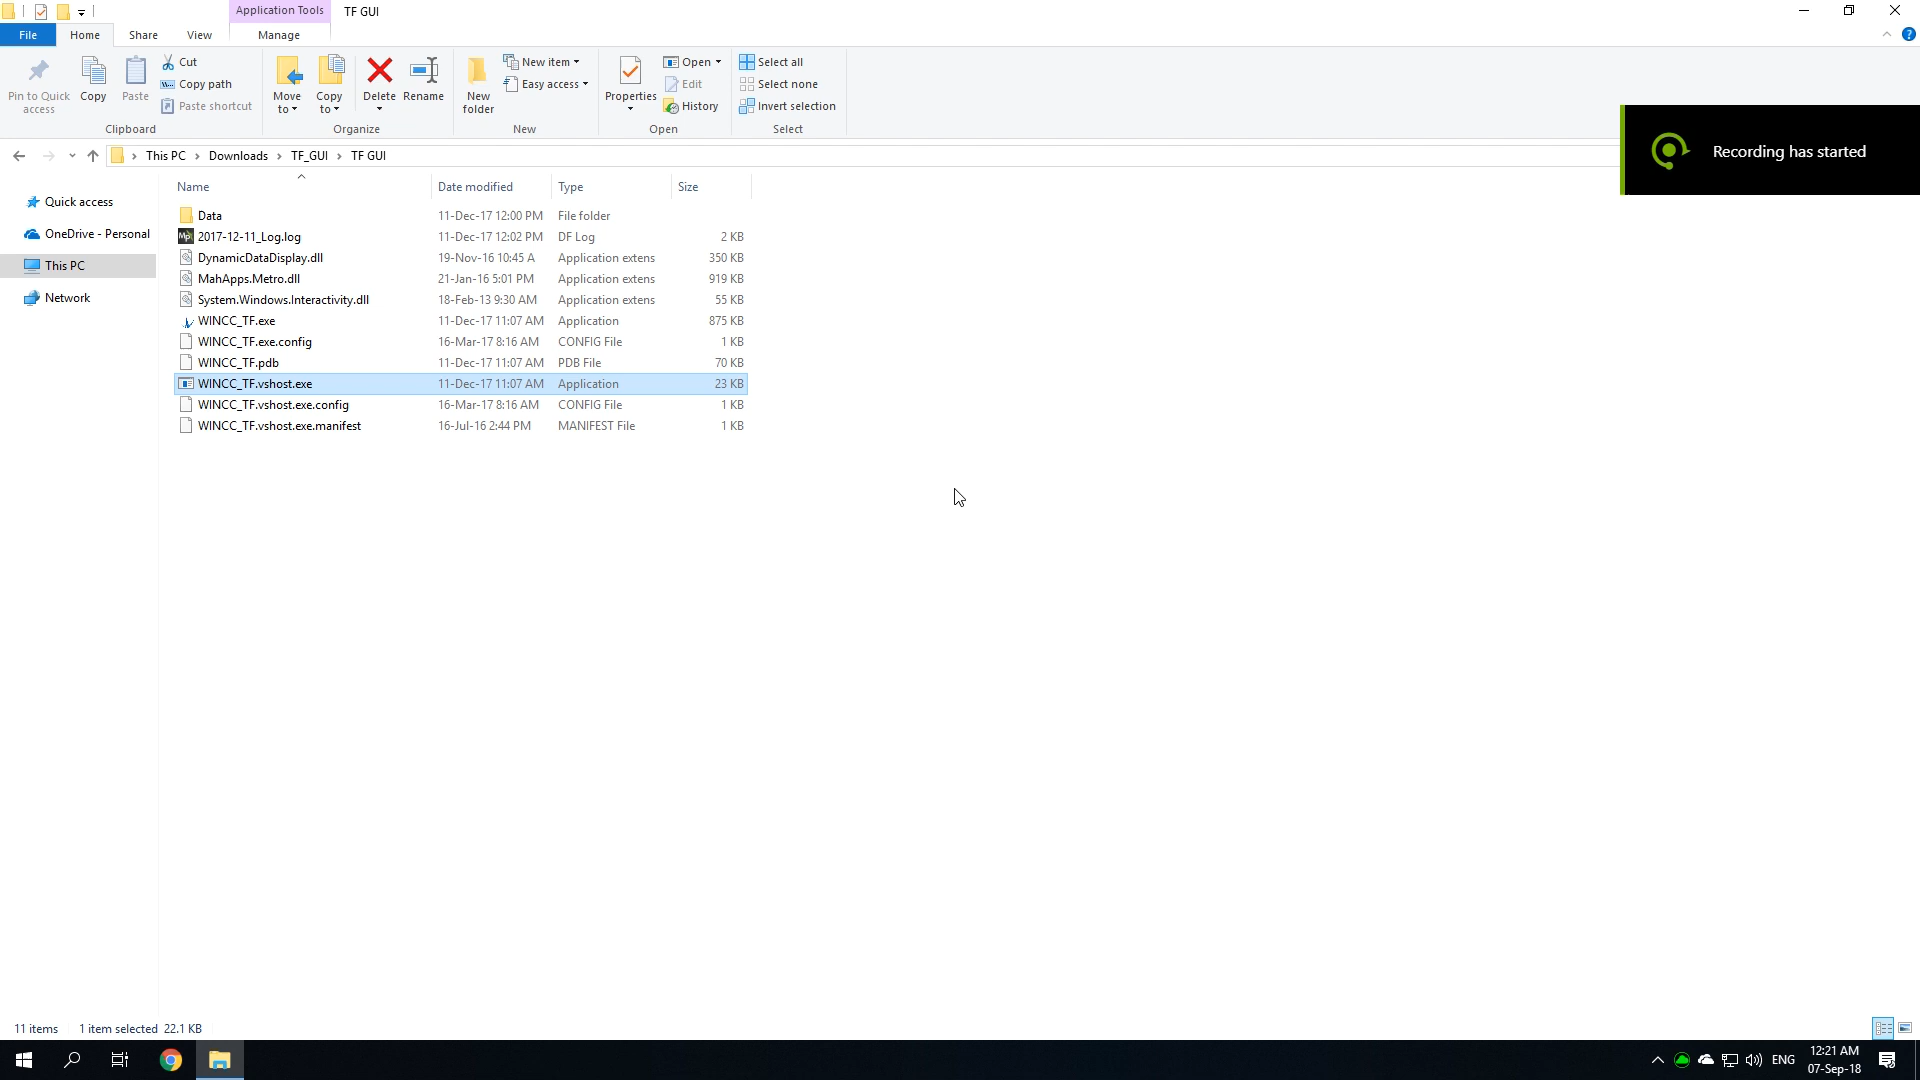 Application Tools TF GUI
File Home Share View Manage
Pin to Quick access
Copy
Paste
Cut
Copy path
Paste shortcut
Clipboard
Move to
Copy to
Delete
Rename
Organize
New folder
New item
Easy access
New
Properties
Open
Edit
History
Open
Select all
Select none
Invert selection
Select
Recording has started
This PC Downloads TF_GUI TF GUI
Quick access
OneDrive - Personal
This PC
Network
Name Date modified Type Size
Data 11-Dec-17 12:00 PM File folder
2017-12-11_Log.log 11-Dec-17 12:02 PM DF Log 2 KB
DynamicDataDisplay.dll 19-Nov-16 10:45 A Application extens 350 KB
MahApps.Metro.dll 21-Jan-16 5:01 PM Application extens 919 KB
System.Windows.Interactivity.dll 18-Feb-13 9:30 AM Application extens 55 KB
WINCC_TF.exe 11-Dec-17 11:07 AM Application 875 KB
WINCC_TF.exe.config 16-Mar-17 8:16 AM CONFIG File 1 KB
WINCC_TF.pdb 11-Dec-17 11:07 AM PDB File 70 KB
WINCC_TF.vshost.exe 11-Dec-17 11:07 AM Application 23 KB
WINCC_TF.vshost.exe.config 16-Mar-17 8:16 AM CONFIG File 1 KB
WINCC_TF.vshost.exe.manifest 16-Jul-16 2:44 PM MANIFEST File 1 KB
11 items 1 item selected 22.1 KB
ENG
12:21 AM
07-Sep-18